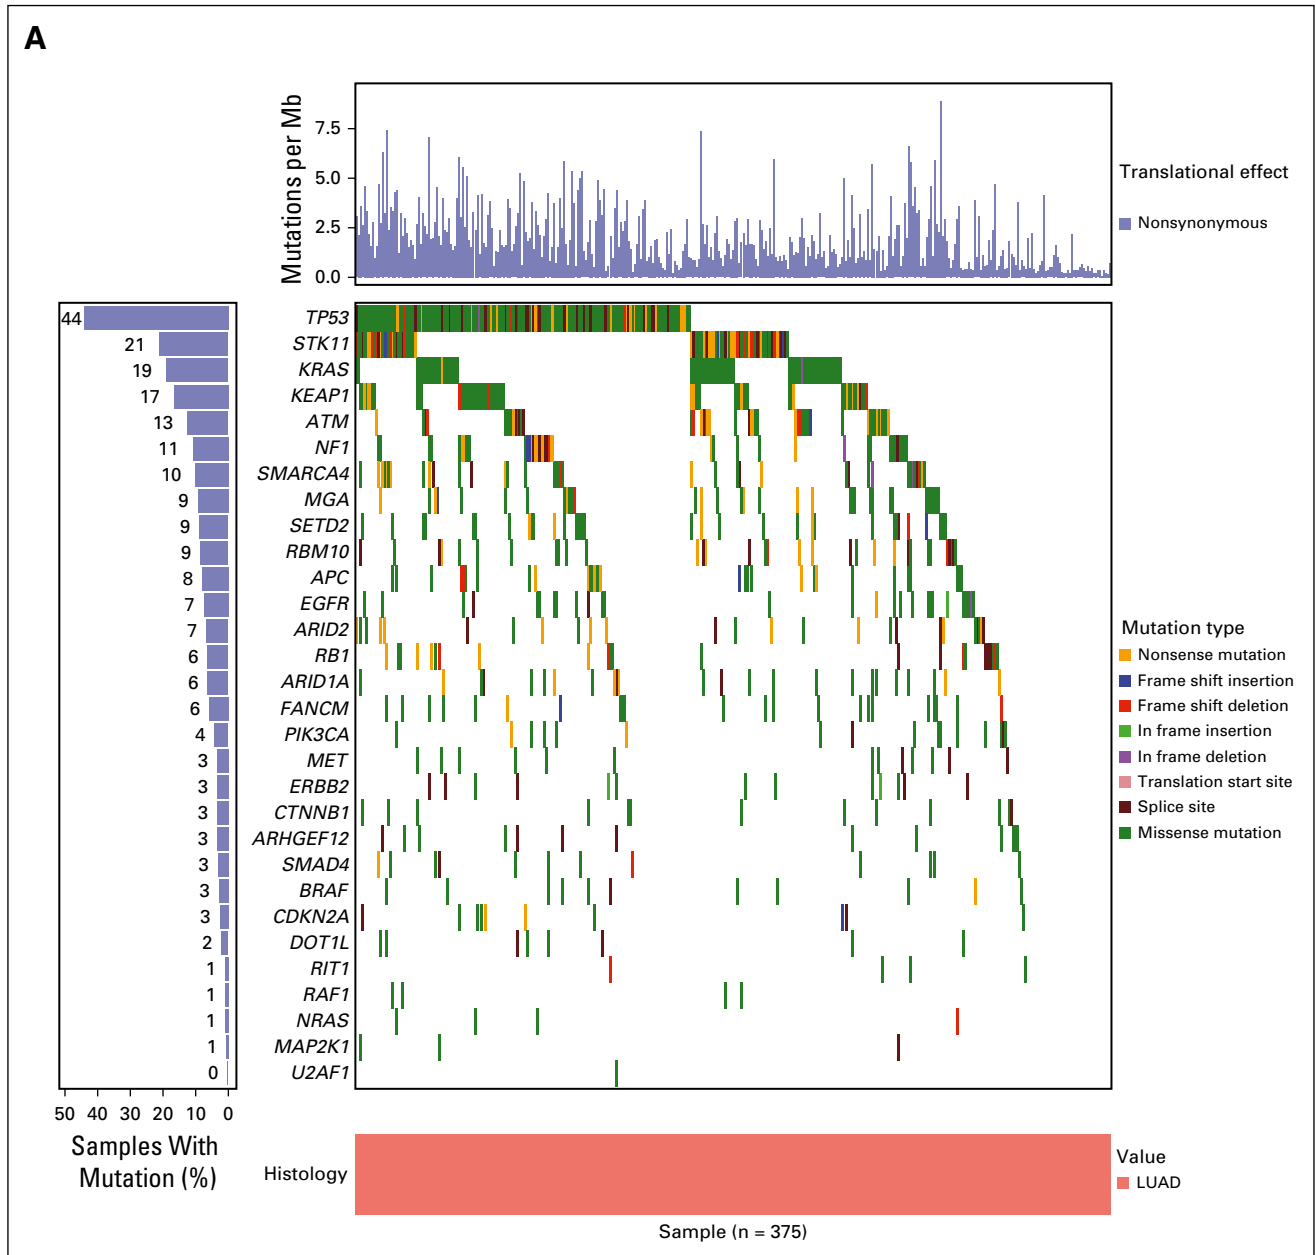 A
Mutations per Mb
7.5
5.0
2.5
0.0
Translational effect
Nonsynonymous
44 TP53
21 STK11
19 KRAS
17 KEAP1
13 ATM
11 NF1
10 SMARCA4
9 MGA
9 SETD2
9 RBM10
8 APC
7 EGFR
7 ARID2
6 RB1
6 ARID1A
6 FANCM
4 PIK3CA
3 MET
3 ERBB2
3 CTNNB1
3 ARHGEF12
3 SMAD4
3 BRAF
3 CDKN2A
2 DOT1L
1 RIT1
1 RAF1
1 NRAS
1 MAP2K1
0 U2AF1
Mutation type
Nonsense mutation
Frame shift insertion
Frame shift deletion
In frame insertion
In frame deletion
Translation start site
Splice site
Missense mutation
50 40 30 20 10 0
Samples With
Mutation (%)
Histology
Value
LUAD
Sample (n = 375)